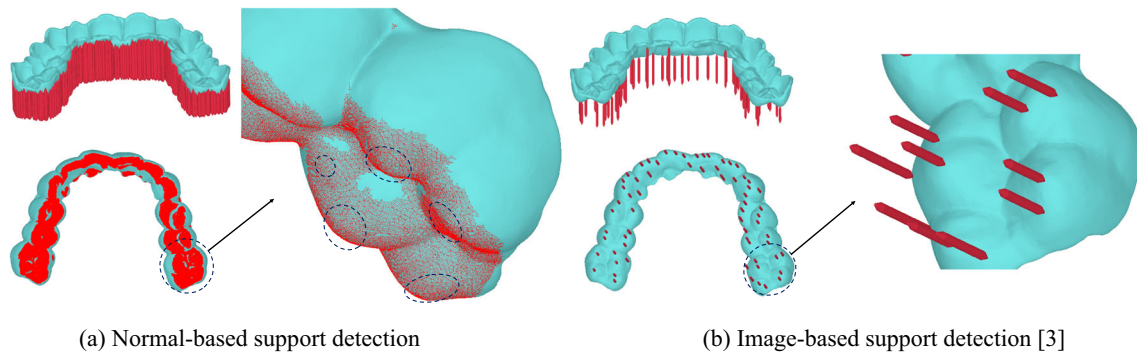 (a) Normal-based support detection
(b) Image-based support detection [3]